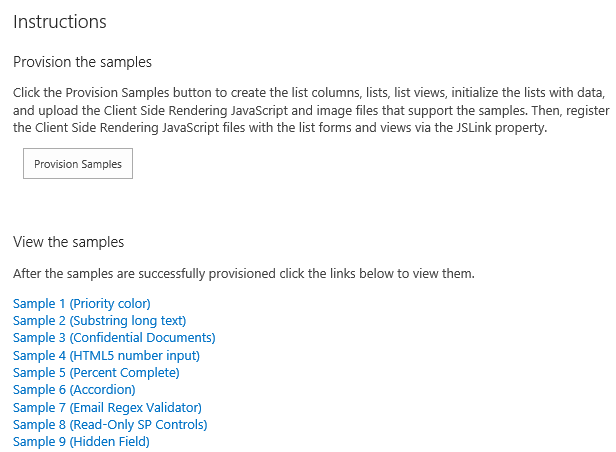 Instructions
Provision the samples
Click the Provision Samples button to create the list columns, lists, list views, initialize the lists with data,
and upload the Client Side Rendering JavaScript and image files that support the samples. Then, register
the Client Side Rendering JavaScript files with the list forms and views via the JSLink property.
Provision Samples
View the samples
After the samples are successfully provisioned click the links below to view them.
Sample 1 (Priority color)
Sample 2 (Substring long text)
Sample 3 (Confidential Documents)
Sample 4 (HTML5 number input)
Sample 5 (Percent Complete)
Sample 6 (Accordion)
Sample 7 (Email Regex Validator)
Sample 8 (Read-Only SP Controls)
Sample 9 (Hidden Field)